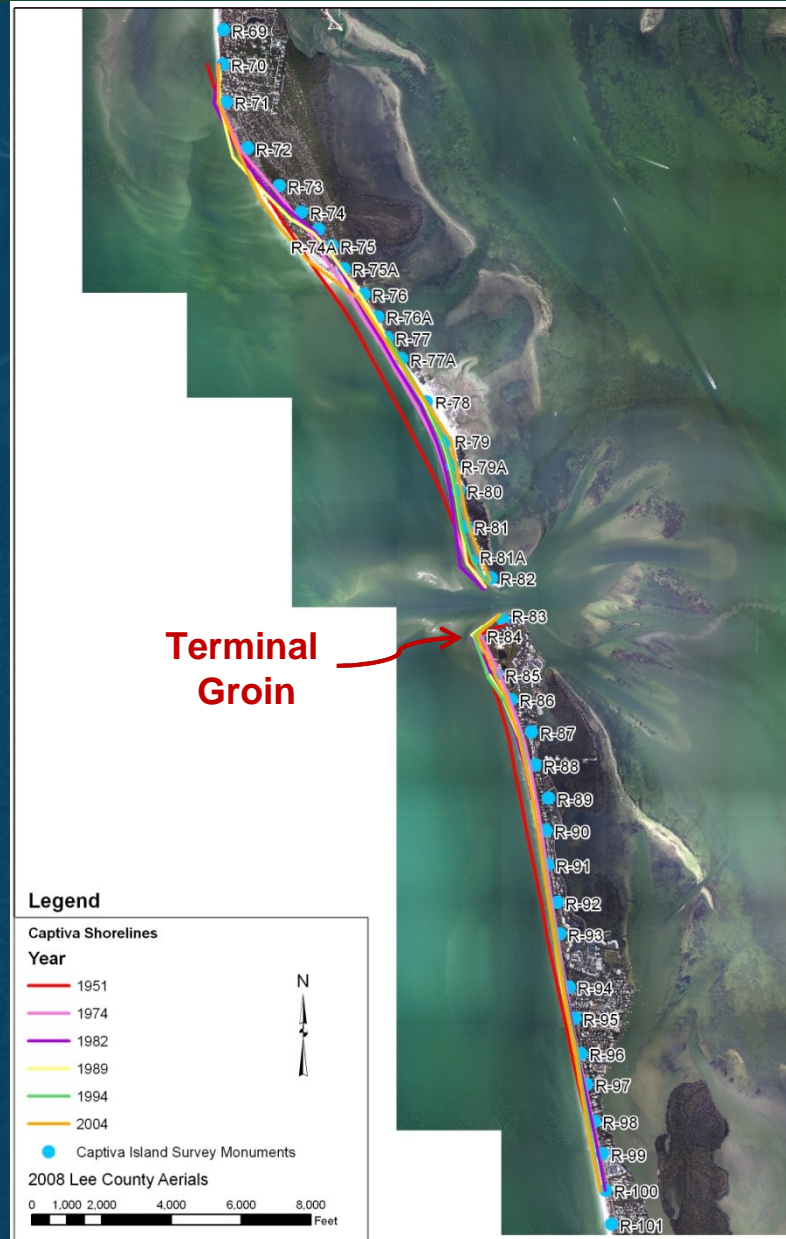 R-69
R-70
R-71
R-72
R-73
R-74
R-74A
R-75
R-75A
R-76
R-76A
R-77
R-77A
R-78
R-79
R-79A
R-80
R-81
R-81A
R-82
R-83
Terminal
Groin
R-84
R-85
R-86
R-87
R-88
R-89
R-90
R-91
R-92
R-93
R-94
R-95
R-96
R-97
R-98
R-99
R-100
R-101
Legend
Captiva Shorelines
Year
N
1951
1974
1982
1989
1994
2004
Captiva Island Survey Monuments
2008 Lee County Aerials
0 1,000 2,000 4,000 6,000 8,000
Feet